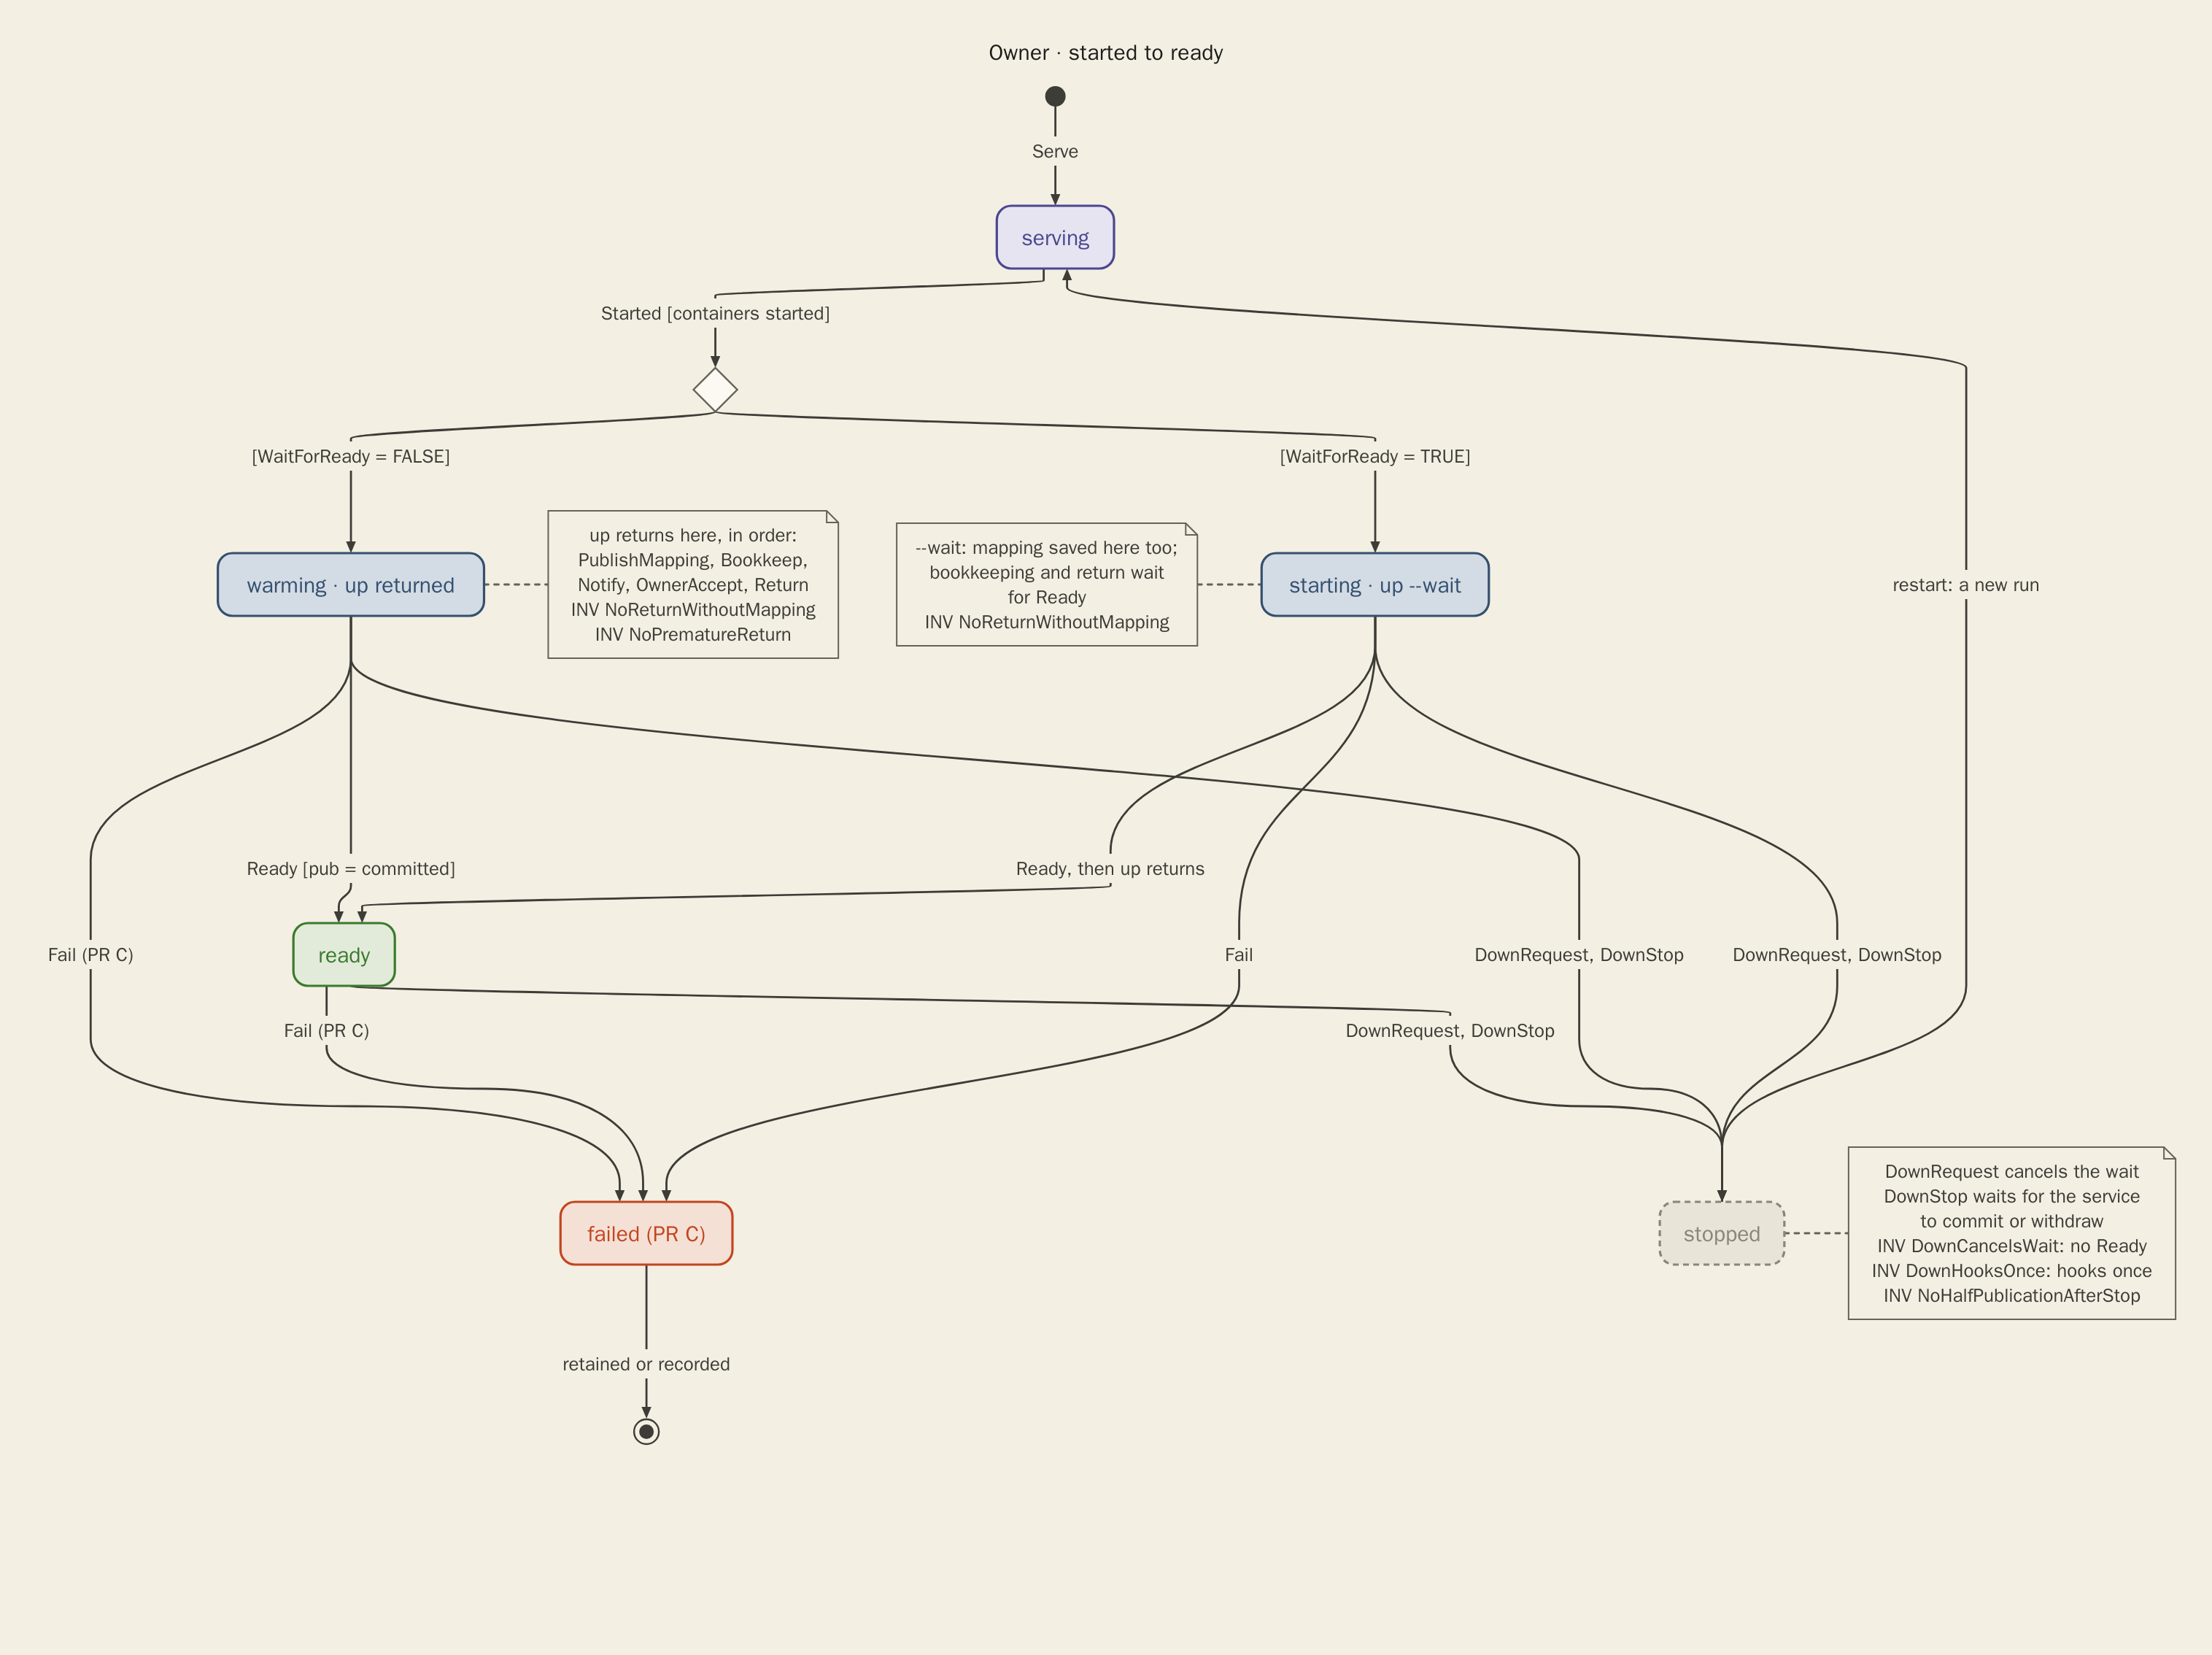 Owner · started to ready
Serve
serving
Started [containers started]
[WaitForReady = FALSE]
[WaitForReady = TRUE]
warming · up returned
up returns here, in order:
PublishMapping, Bookkeep,
Notify, OwnerAccept, Return
INV NoReturnWithoutMapping
INV NoPrematureReturn
--wait: mapping saved here too;
bookkeeping and return wait
for Ready
INV NoReturnWithoutMapping
starting · up --wait
restart: a new run
Ready [pub = committed]
Ready, then up returns
Fail (PR C)
ready
Fail
DownRequest, DownStop
DownRequest, DownStop
Fail (PR C)
DownRequest, DownStop
failed (PR C)
stopped
DownRequest cancels the wait
DownStop waits for the service
to commit or withdraw
INV DownCancelsWait: no Ready
INV DownHooksOnce: hooks once
INV NoHalfPublicationAfterStop
retained or recorded